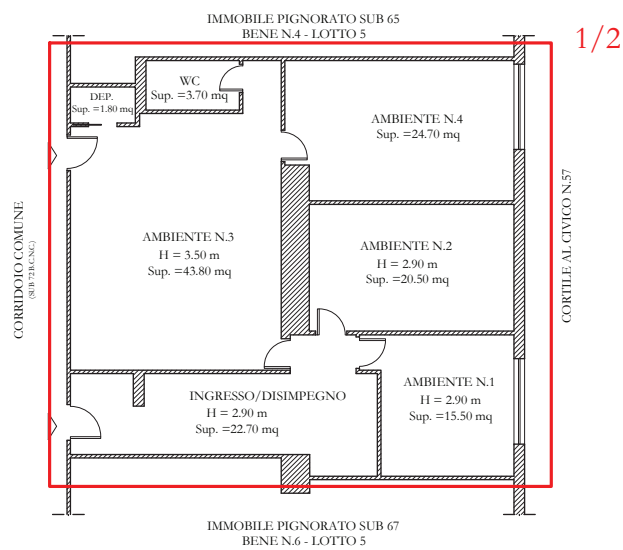 IMMOBILE PIGNORATO SUB 65
BENE N.4 - LOTTO 5
1/2
WC
Sup. =3.70 mq
DEP.
Sup. =1.80 mq
AMBIENTE N.4
Sup. =24.70 mq
CORRIDOIO COMUNE
(SUB 72 B.C.N.C.)
AMBIENTE N.3
H = 3.50 m
Sup. =43.80 mq
AMBIENTE N.2
H = 2.90 m
Sup. =20.50 mq
CORTILE AL CIVICO N.57
INGRESSO/DISIMPEGNO
H = 2.90 m
Sup. =22.70 mq
AMBIENTE N.1
H = 2.90 m
Sup. =15.50 mq
IMMOBILE PIGNORATO SUB 67
BENE N.6 - LOTTO 5